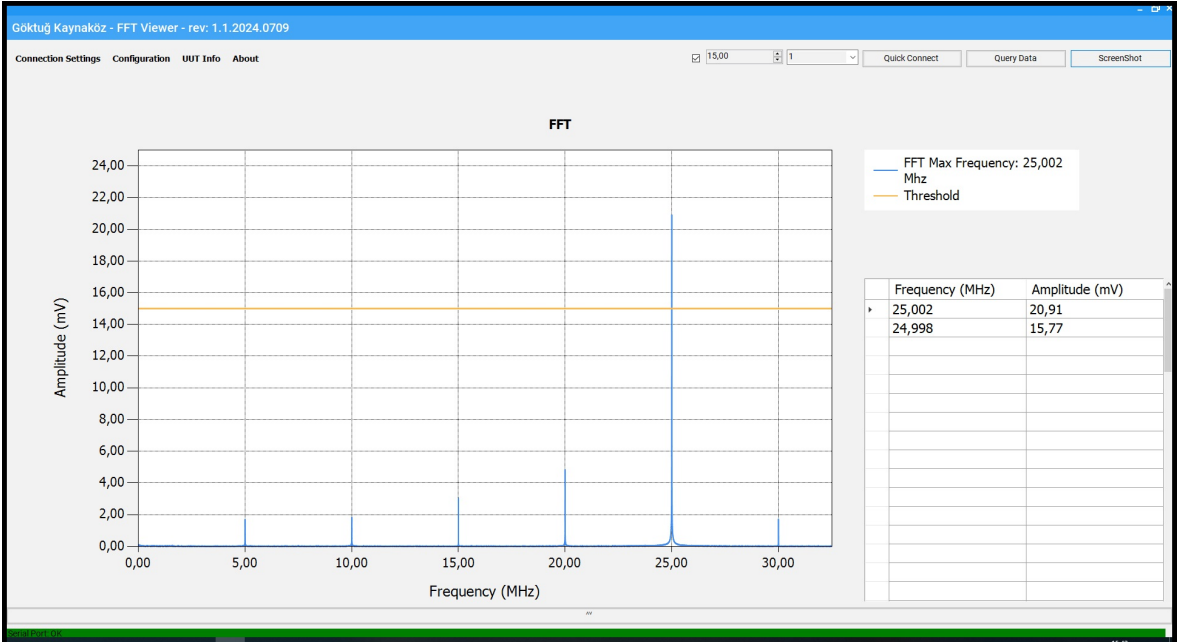 Göktuğ Kaynaköz - FFT Viewer - rev: 1.1.2024.0709
Connection Settings Configuration UUT Info About 15,00 1 Quick Connect Query Data ScreenShot
FFT
FFT Max Frequency: 25,002
Mhz
Threshold
24,00
22,00
20,00
18,00
16,00
14,00
12,00
10,00
8,00
6,00
4,00
2,00
0,00
Amplitude (mV)
0,00 5,00 10,00 15,00 20,00 25,00 30,00
Frequency (MHz)
Frequency (MHz) Amplitude (mV)
25,002 20,91
24,998 15,77
Serial Port: OK